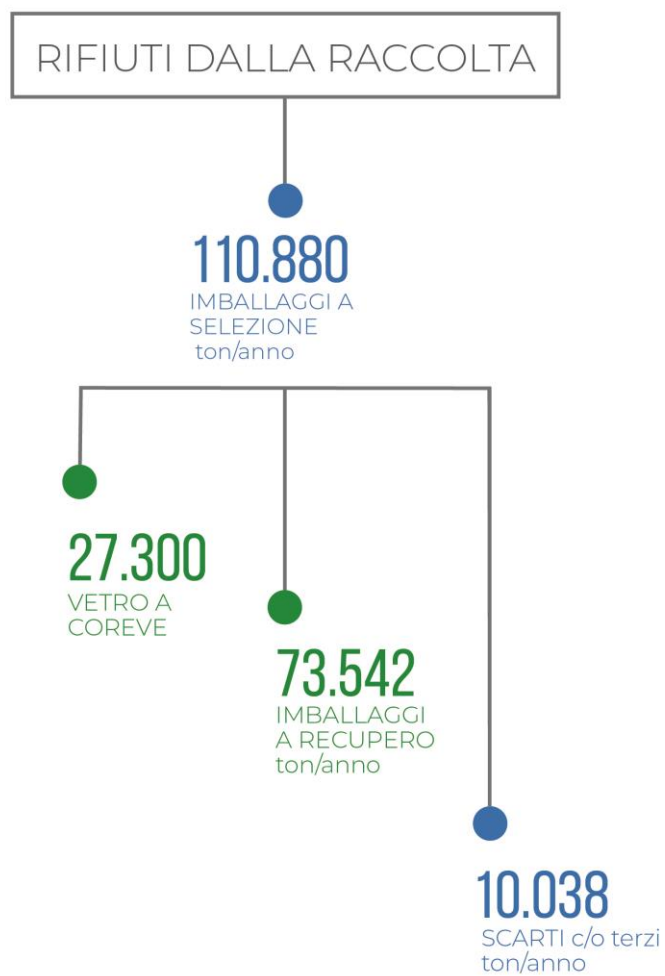 RIFIUTI DALLA RACCOLTA
110.880
IMBALLAGGI A
SELEZIONE
ton/anno
27.300
VETRO A
COREVE
73.542
IMBALLAGGI
A RECUPERO
ton/anno
10.038
SCARTI c/o terzi
ton/anno